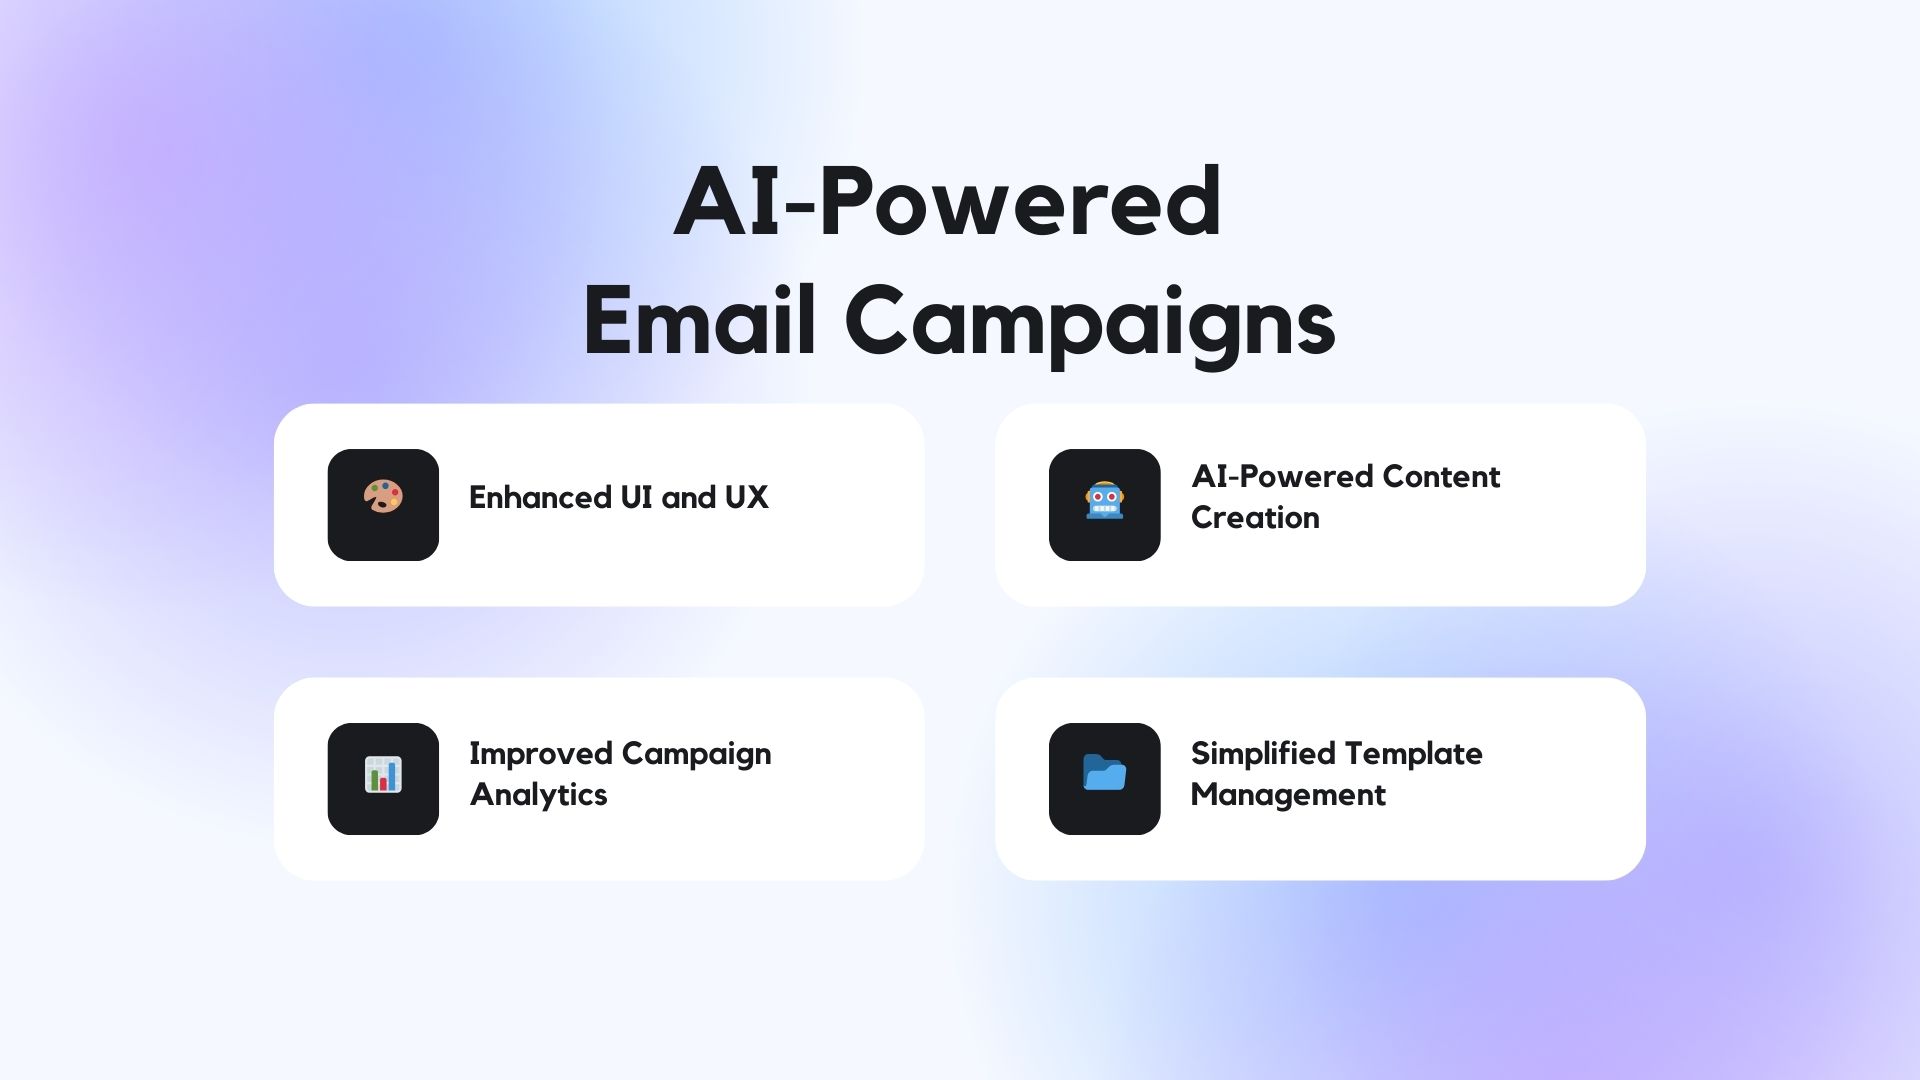 AI-Powered
Email Campaigns
Enhanced UI and UX
AI-Powered Content
Creation
Improved Campaign
Analytics
Simplified Template
Management